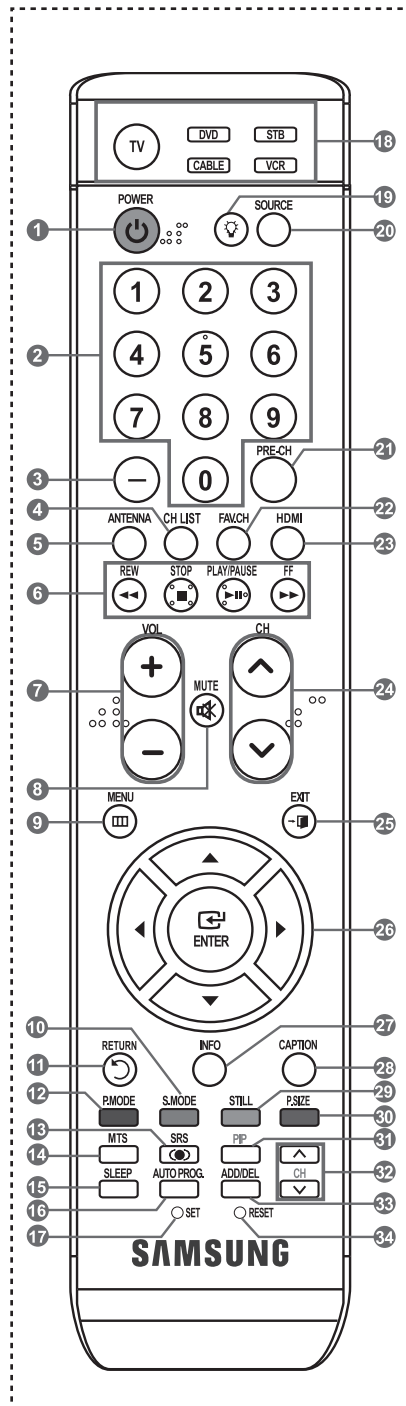 TV DVD STB 18
CABLE VCR
POWER 19
SOURCE
1 20
1 2 3
2 4 5 6
7 8 9
21
PRE-CH
3 — 0
4 22
ANTENNA CH LIST FAV.CH HDMI
5 23
REW STOP PLAY/PAUSE FF
6
VOL CH
7 + 24
MUTE
−
8
MENU EXIT
9 25
26
ENTER
10
RETURN INFO CAPTION 27
11 28
12 P.MODE S.MODE STILL P.SIZE 29
30
13 MTS SRS PIP 31
14
CH 32
15 SLEEP AUTO PROG. ADD/DEL
16 33
17 SET RESET 34
SAMSUNG